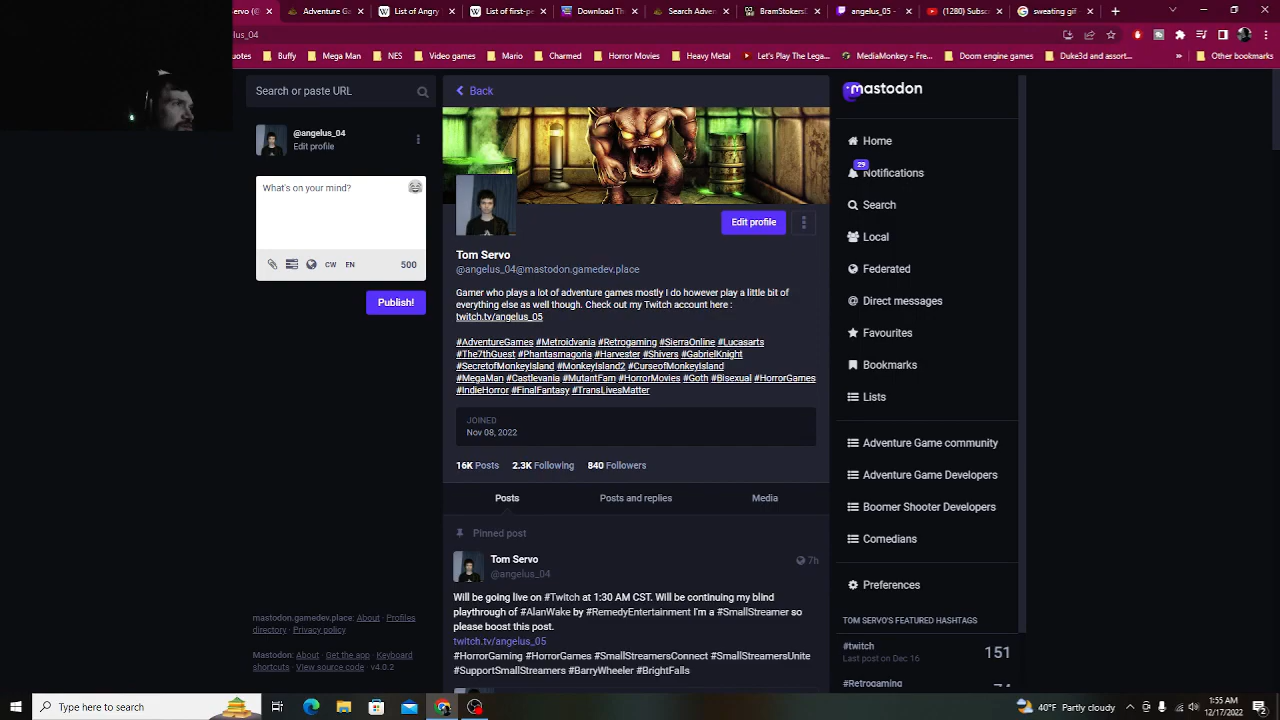 ervo (@
Adventure G
List of Angry
List of first-pe
Download Th
Search Adven
BramStokersE
angelus_05 -
(1280) Subsc
sweating gif
s_04
uotes
Buffy
Mega Man
NES
Video games
Movies
Charmed
Horror Movies
Heavy Metal
Let's Play The Lega...
MediaMonkey – Fre...
Doom engine games
Duke3d and assort...
»
Other bookmarks
Search or paste URL
@angelus_04
Edit profile
What's on your mind?
CW
EN
500
Publish!
mastodon.gamedev.place: About · Profiles
directory · Privacy policy
Mastodon: About · Get the app · Keyboard
shortcuts · View source code · v4.0.2
Back
Edit profile
Tom Servo
@angelus_04@mastodon.gamedev.place
Gamer who plays a lot of adventure games mostly I do however play a little bit of
everything else as well though. Check out my Twitch account here :
twitch.tv/angelus_05
#AdventureGames #Metroidvania #Retrogaming #SierraOnline #Lucasarts
#The7thGuest #Phantasmagoria #Harvester #Shivers #GabrielKnight
#SecretofMonkeyIsland #MonkeyIsland2 #CurseofMonkeyIsland
#MegaMan #Castlevania #MutantFam #HorrorMovies #Goth #Bisexual #HorrorGames
#IndieHorror #FinalFantasy #TransLivesMatter
JOINED
Nov 08, 2022
16K Posts
2.3K Following
840 Followers
Posts
Posts and replies
Media
Pinned post
Tom Servo
7h
@angelus_04
Will be going live on #Twitch at 1:30 AM CST. Will be continuing my blind
playthrough of #AlanWake by #RemedyEntertainment I'm a #SmallStreamer so
please boost this post.
twitch.tv/angelus_05
#HorrorGaming #HorrorGames #SmallStreamersConnect #SmallStreamersUnite
#SupportSmallStreamers #BarryWheeler #BrightFalls
mastodon
Home
29
Notifications
Search
Local
Federated
Direct messages
Favourites
Bookmarks
Lists
Adventure Game community
Adventure Game Developers
Boomer Shooter Developers
Comedians
Preferences
TOM SERVO'S FEATURED HASHTAGS
#twitch
Last post on Dec 16
151
#Retrogaming
Type here to search
40°F Partly cloudy
1:55 AM
12/17/2022
2